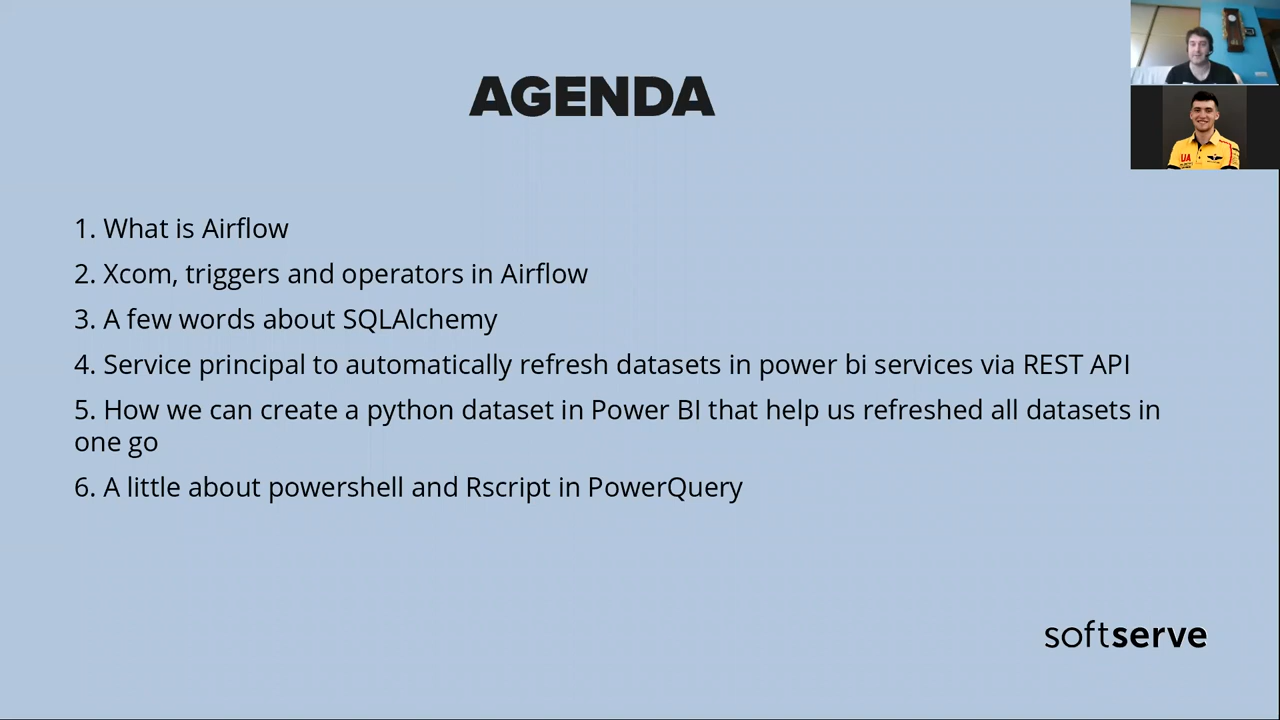 AGENDA
1. What is Airflow
2. Xcom, triggers and operators in Airflow
3. A few words about SQLAlchemy
4. Service principal to automatically refresh datasets in power bi services via REST API
5. How we can create a python dataset in Power BI that help us refreshed all datasets in
one go
6. A little about powershell and Rscript in PowerQuery
softserve
UA